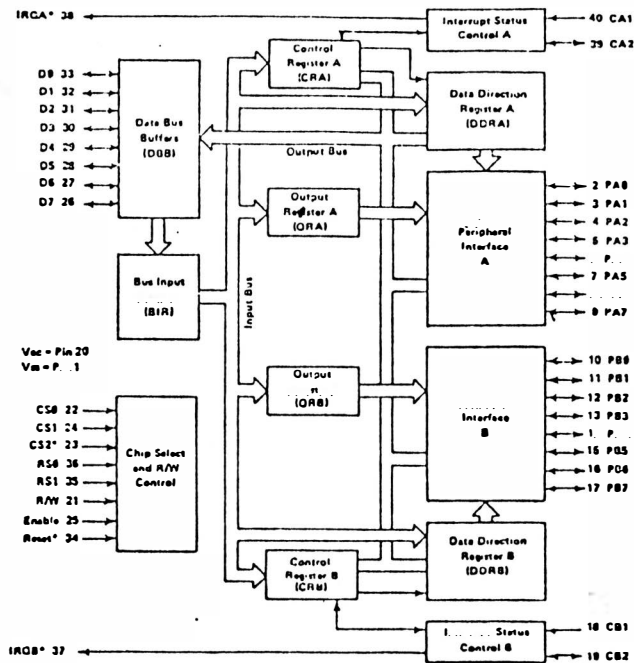 IRGA* 38
40 CA1
39 CA2
Interrupt Status
Control A
Control
Register A
(CRA)
D0 33
D1 32
D2 31
D3 30
D4 29
D5 28
D6 27
D7 26
Data Bus
Buffers
(DBB)
Output Bus
Data Direction
Register A
(DDRA)
Output
Register A
(ORA)
Peripheral
Interface
A
2 PA0
3 PA1
4 PA2
5 PA3
7 PA5
9 PA7
Bus Input
(BIR)
Input Bus
Vcc = Pin 20
Vss = 1
Output
(ORB)
Interface
B
10 PB0
11 PB1
12 PB2
13 PB3
15 PB5
16 PB6
17 PB7
CS0 22
CS1 24
CS2* 23
RS0 36
RS1 35
R/W 21
Enable 25
Reset* 34
Chip Select
and R/W
Control
Control
Register B
(CRB)
Data Direction
Register B
(DDRB)
Status
Control B
18 CB1
19 CB2
IRQB* 37